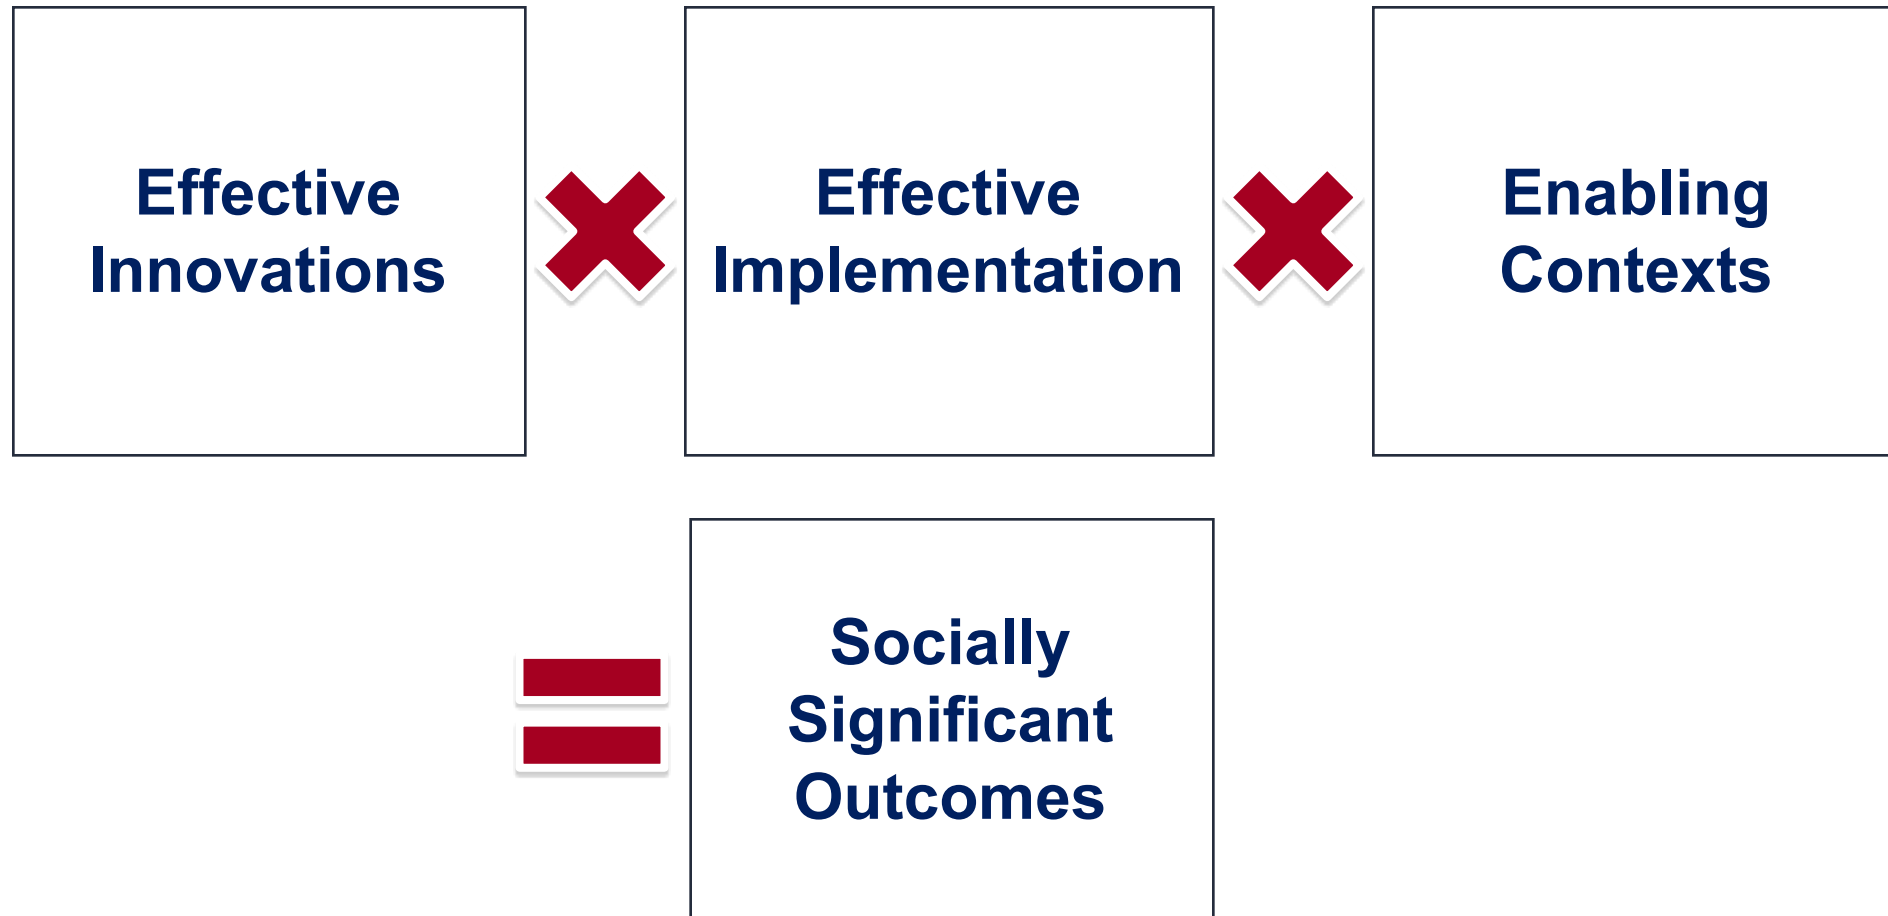 Effective
Innovations
Effective
Implementation
Enabling
Contexts
Socially
Significant
Outcomes